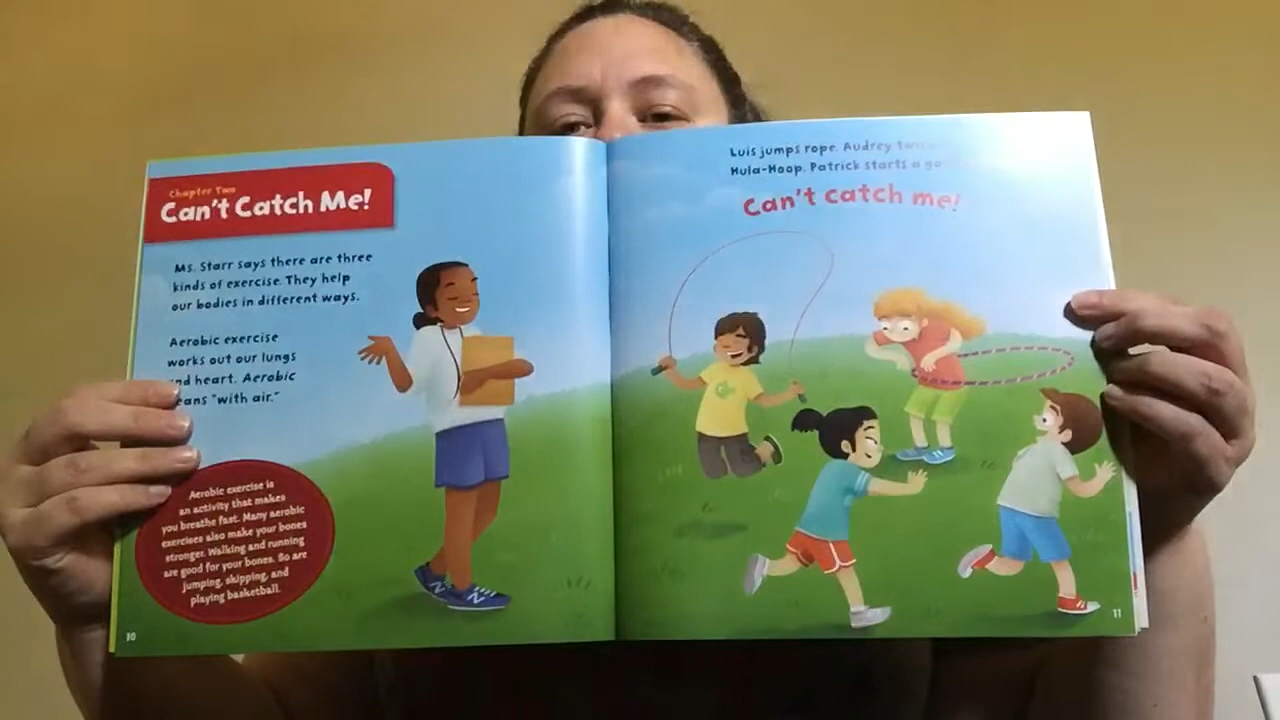 Chapter Two
Can't Catch Me!
Ms. Starr says there are three
kinds of exercise. They help
our bodies in different ways.
Aerobic exercise
works out our lungs
and heart. Aerobic
means "with air."
Aerobic exercise is
an activity that makes
you breathe fast. Many aerobic
exercises also make your bones
stronger. Walking and running
are good for your bones. So are
jumping, skipping, and
playing basketball.
10
Luis jumps rope. Audrey
Hula-Hoop. Patrick starts a
Can't catch me!
11